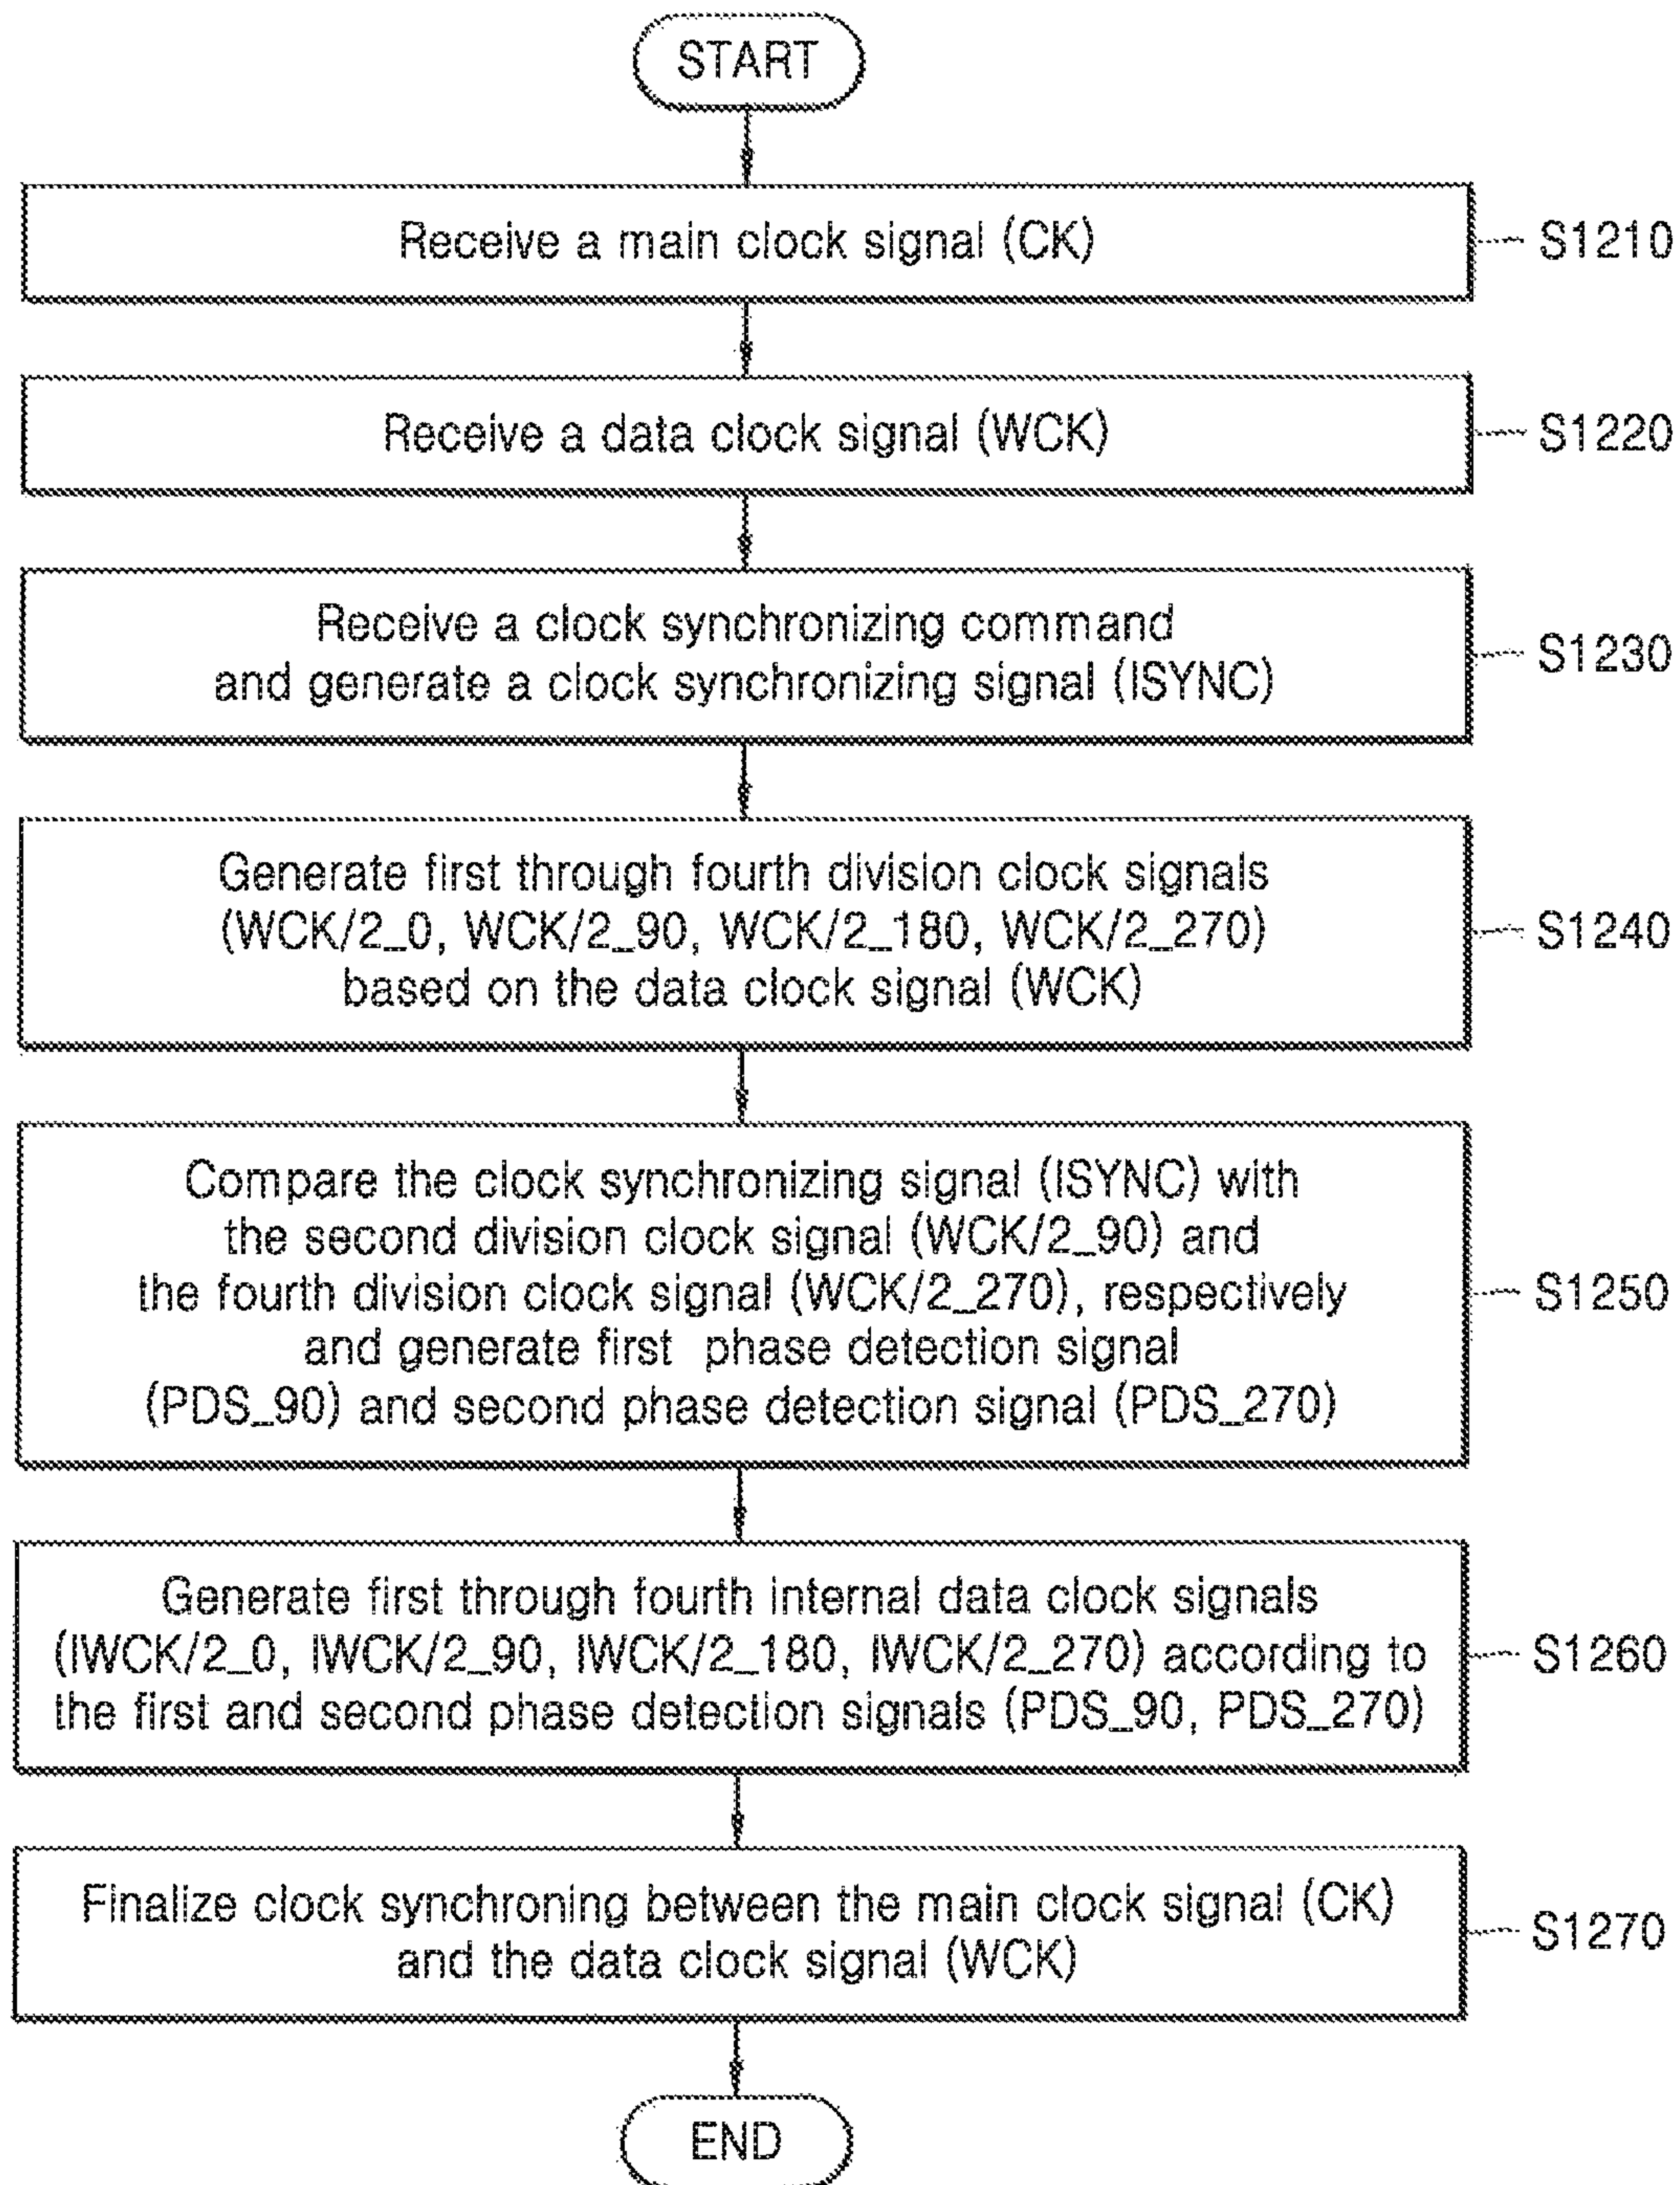 START
Receive a main clock signal (CK)
S1210
Receive a data clock signal (WCK)
S1220
Receive a clock synchronizing command
and generate a clock synchronizing signal (ISYNC)
S1230
Generate first through fourth division clock signals
(WCK/2_0, WCK/2_90, WCK/2_180, WCK/2_270)
based on the data clock signal (WCK)
S1240
Compare the clock synchronizing signal (ISYNC) with
the second division clock signal (WCK/2_90) and
the fourth division clock signal (WCK/2_270), respectively
and generate first phase detection signal
(PDS_90) and second phase detection signal (PDS_270)
S1250
Generate first through fourth internal data clock signals
(IWCK/2_0, IWCK/2_90, IWCK/2_180, IWCK/2_270) according to
the first and second phase detection signals (PDS_90, PDS_270)
S1260
Finalize clock synchroning between the main clock signal (CK)
and the data clock signal (WCK)
S1270
END